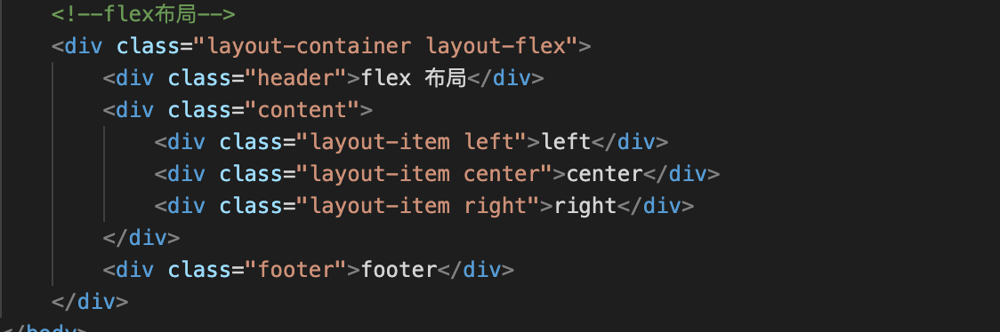 <!--flex布局-->
<div class="layout-container layout-flex">
<div class="header">flex 布局</div>
<div class="content">
<div class="layout-item left">left</div>
<div class="layout-item center">center</div>
<div class="layout-item right">right</div>
</div>
<div class="footer">footer</div>
</div>
</body>